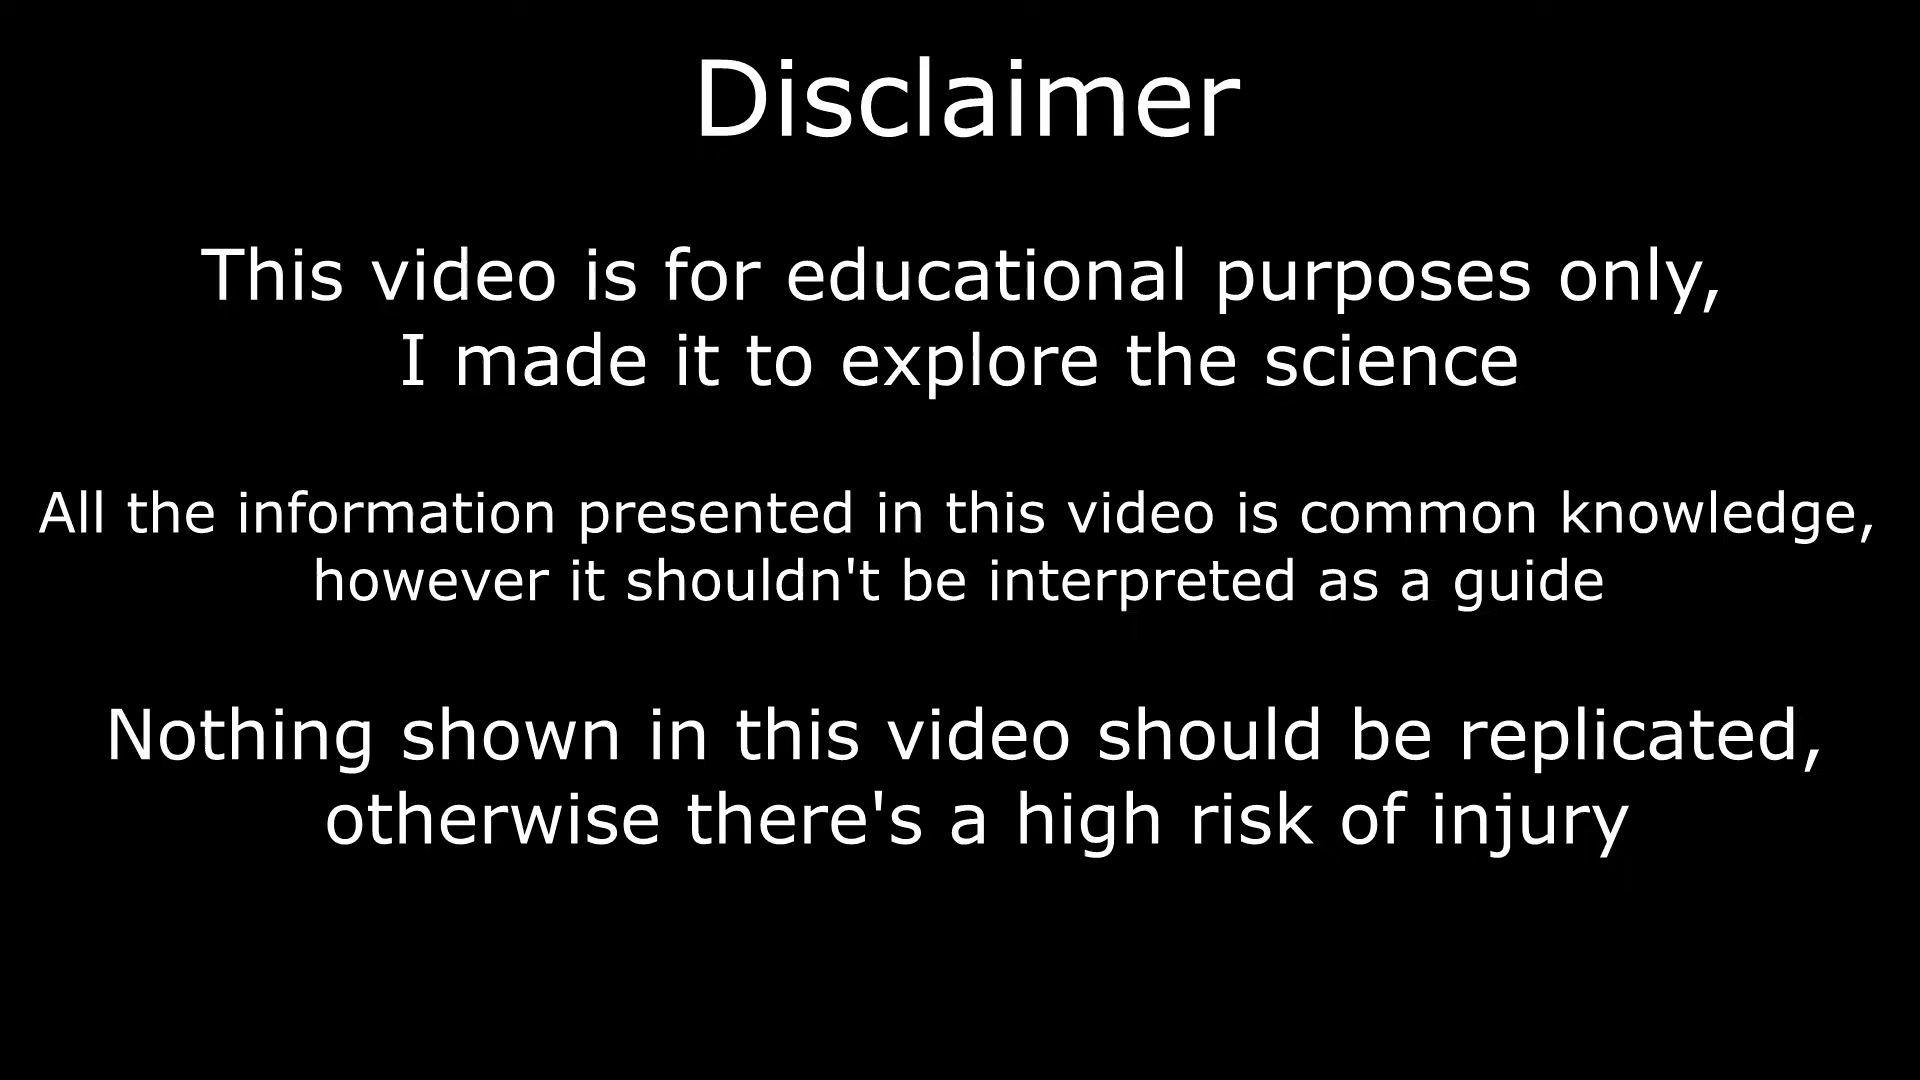 Disclaimer
This video is for educational purposes only,
I made it to explore the science
All the information presented in this video is common knowledge,
however it shouldn't be interpreted as a guide
Nothing shown in this video should be replicated,
otherwise there's a high risk of injury